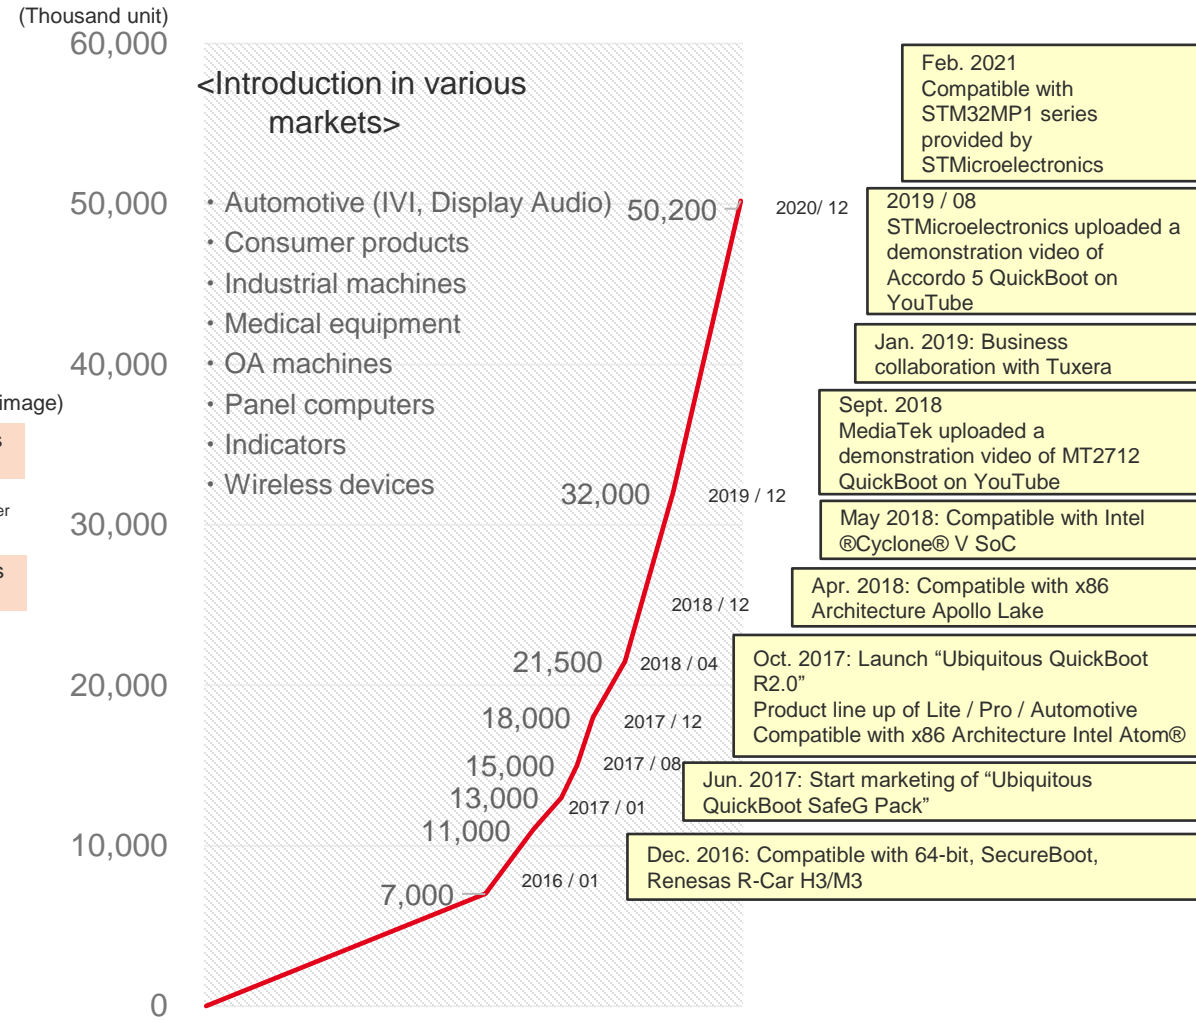 (Thousand unit)
60,000
50,000
40,000
30,000
20,000
10,000
0
image)
s
er
s
<Introduction in various
markets>
・Automotive (IVI, Display Audio)
・Consumer products
・Industrial machines
・Medical equipment
・OA machines
・Panel computers
・Indicators
・Wireless devices
50,200
2020/ 12
32,000
2019 / 12
2018 / 12
21,500
2018 / 04
18,000
2017 / 12
15,000
2017 / 08
13,000
2017 / 01
11,000
7,000
2016 / 01
Feb. 2021
Compatible with
STM32MP1 series
provided by
STMicroelectronics
2019 / 08
STMicroelectronics uploaded a
demonstration video of
Accordo 5 QuickBoot on
YouTube
Jan. 2019: Business
collaboration with Tuxera
Sept. 2018
MediaTek uploaded a
demonstration video of MT2712
QuickBoot on YouTube
May 2018: Compatible with Intel
®Cyclone® V SoC
Apr. 2018: Compatible with x86
Architecture Apollo Lake
Oct. 2017: Launch “Ubiquitous QuickBoot
R2.0”
Product line up of Lite / Pro / Automotive
Compatible with x86 Architecture Intel Atom®
Jun. 2017: Start marketing of “Ubiquitous
QuickBoot SafeG Pack”
Dec. 2016: Compatible with 64-bit, SecureBoot,
Renesas R-Car H3/M3